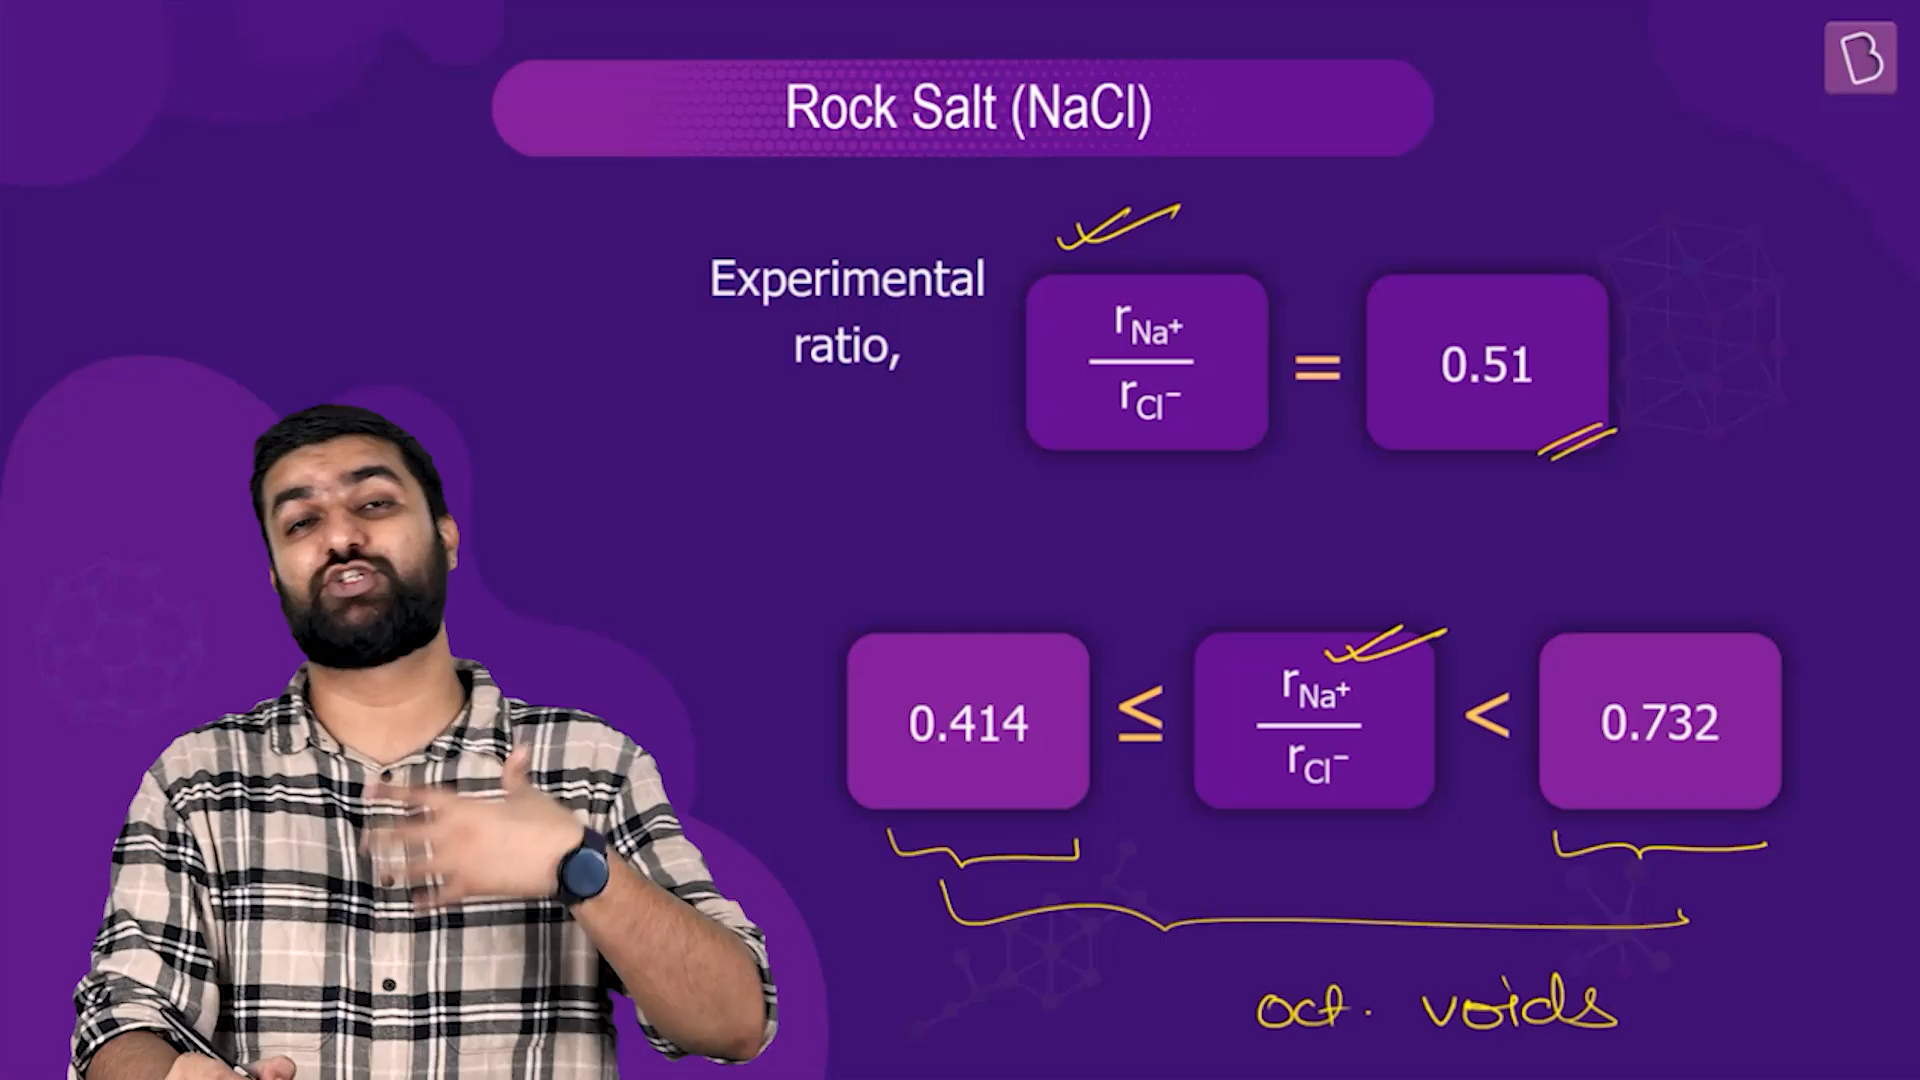 B
Rock Salt (NaCl)
Experimental
ratio,
r_Na⁺
r_Cl⁻
=
0.51
0.414
≤
r_Na⁺
r_Cl⁻
<
0.732
oct. voids